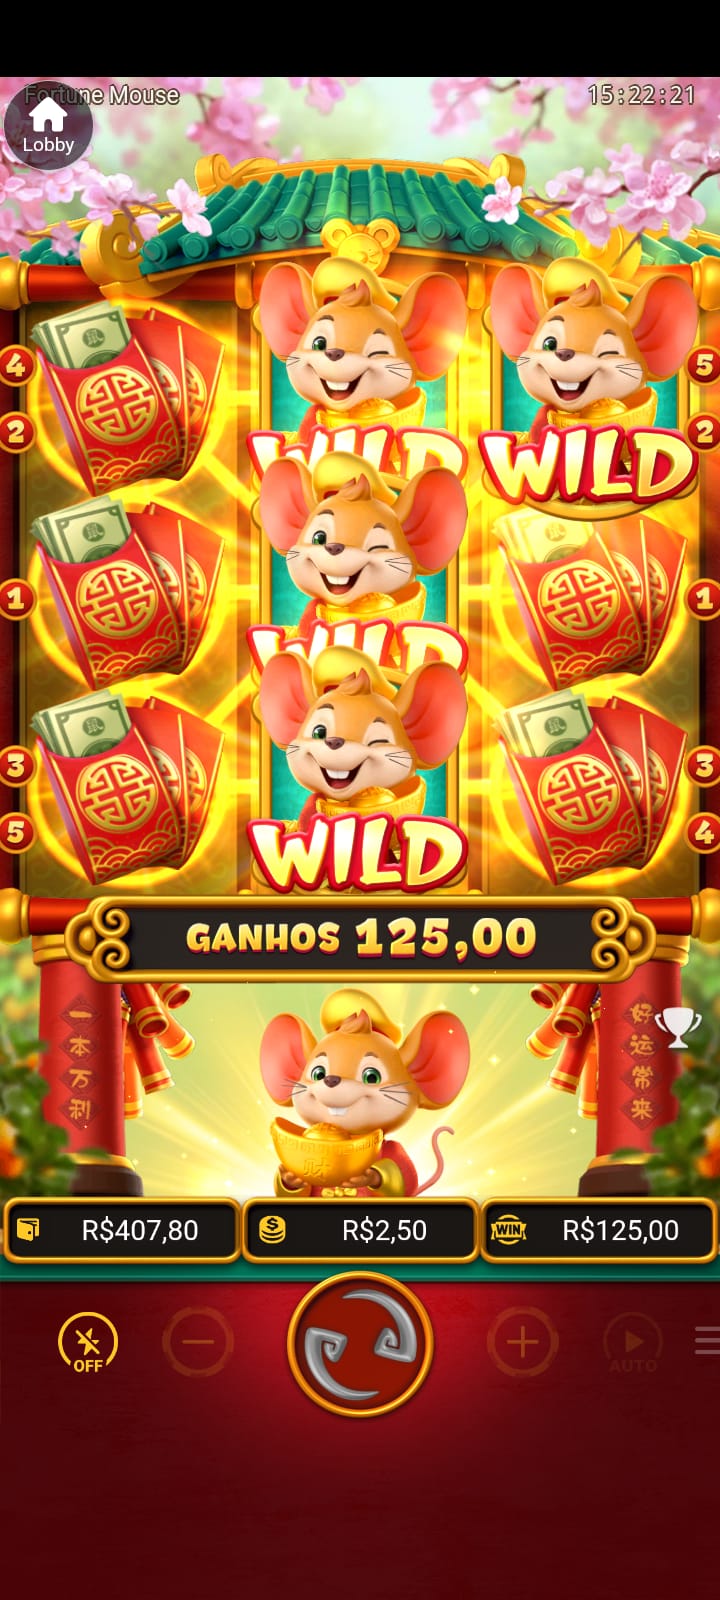 Fortune Mouse
15:22:21
Lobby
4
5
2
2
WILD
WILD
1
1
WILD
3
3
5
4
WILD
GANHOS 125,00
一本万利
好运常来
财
R$407,80
R$2,50
WIN
R$125,00
OFF
AUTO